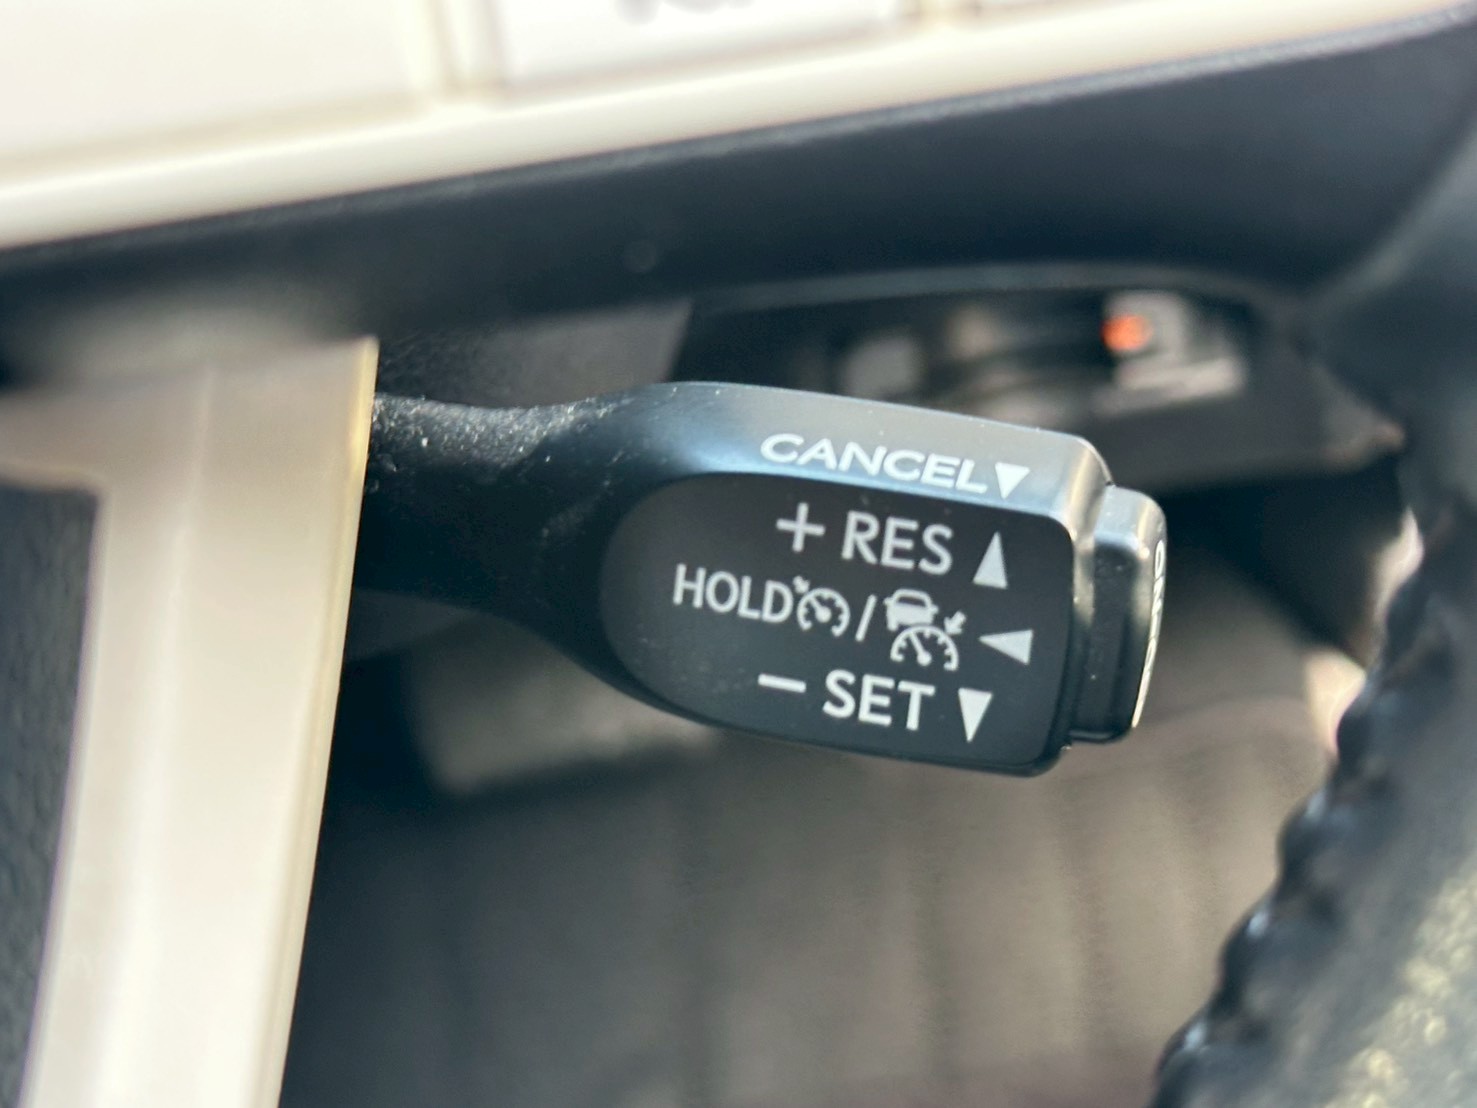 CANCEL▼
+ RES ▲
HOLD / ◀
− SET ▼